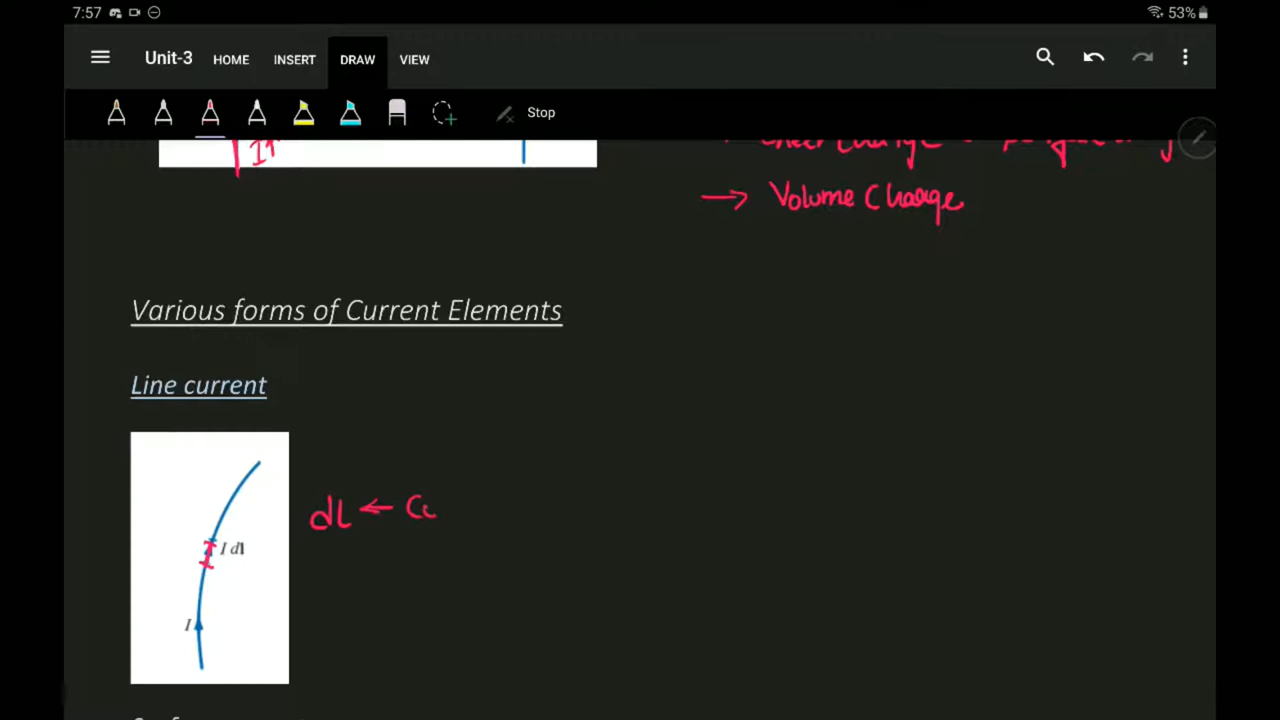 7:57 53%
Unit-3 HOME INSERT DRAW VIEW
Stop
I
→ Volume Charge
Various forms of Current Elements
Line current
dl ← Cu
I dl
I